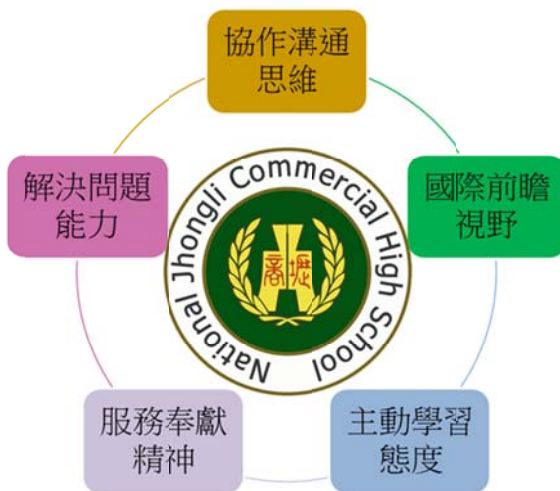 協作溝通
思維
國際前瞻
視野
主動學習
態度
服務奉獻
精神
解決問題
能力
National Jhongli Commercial High School
商壢